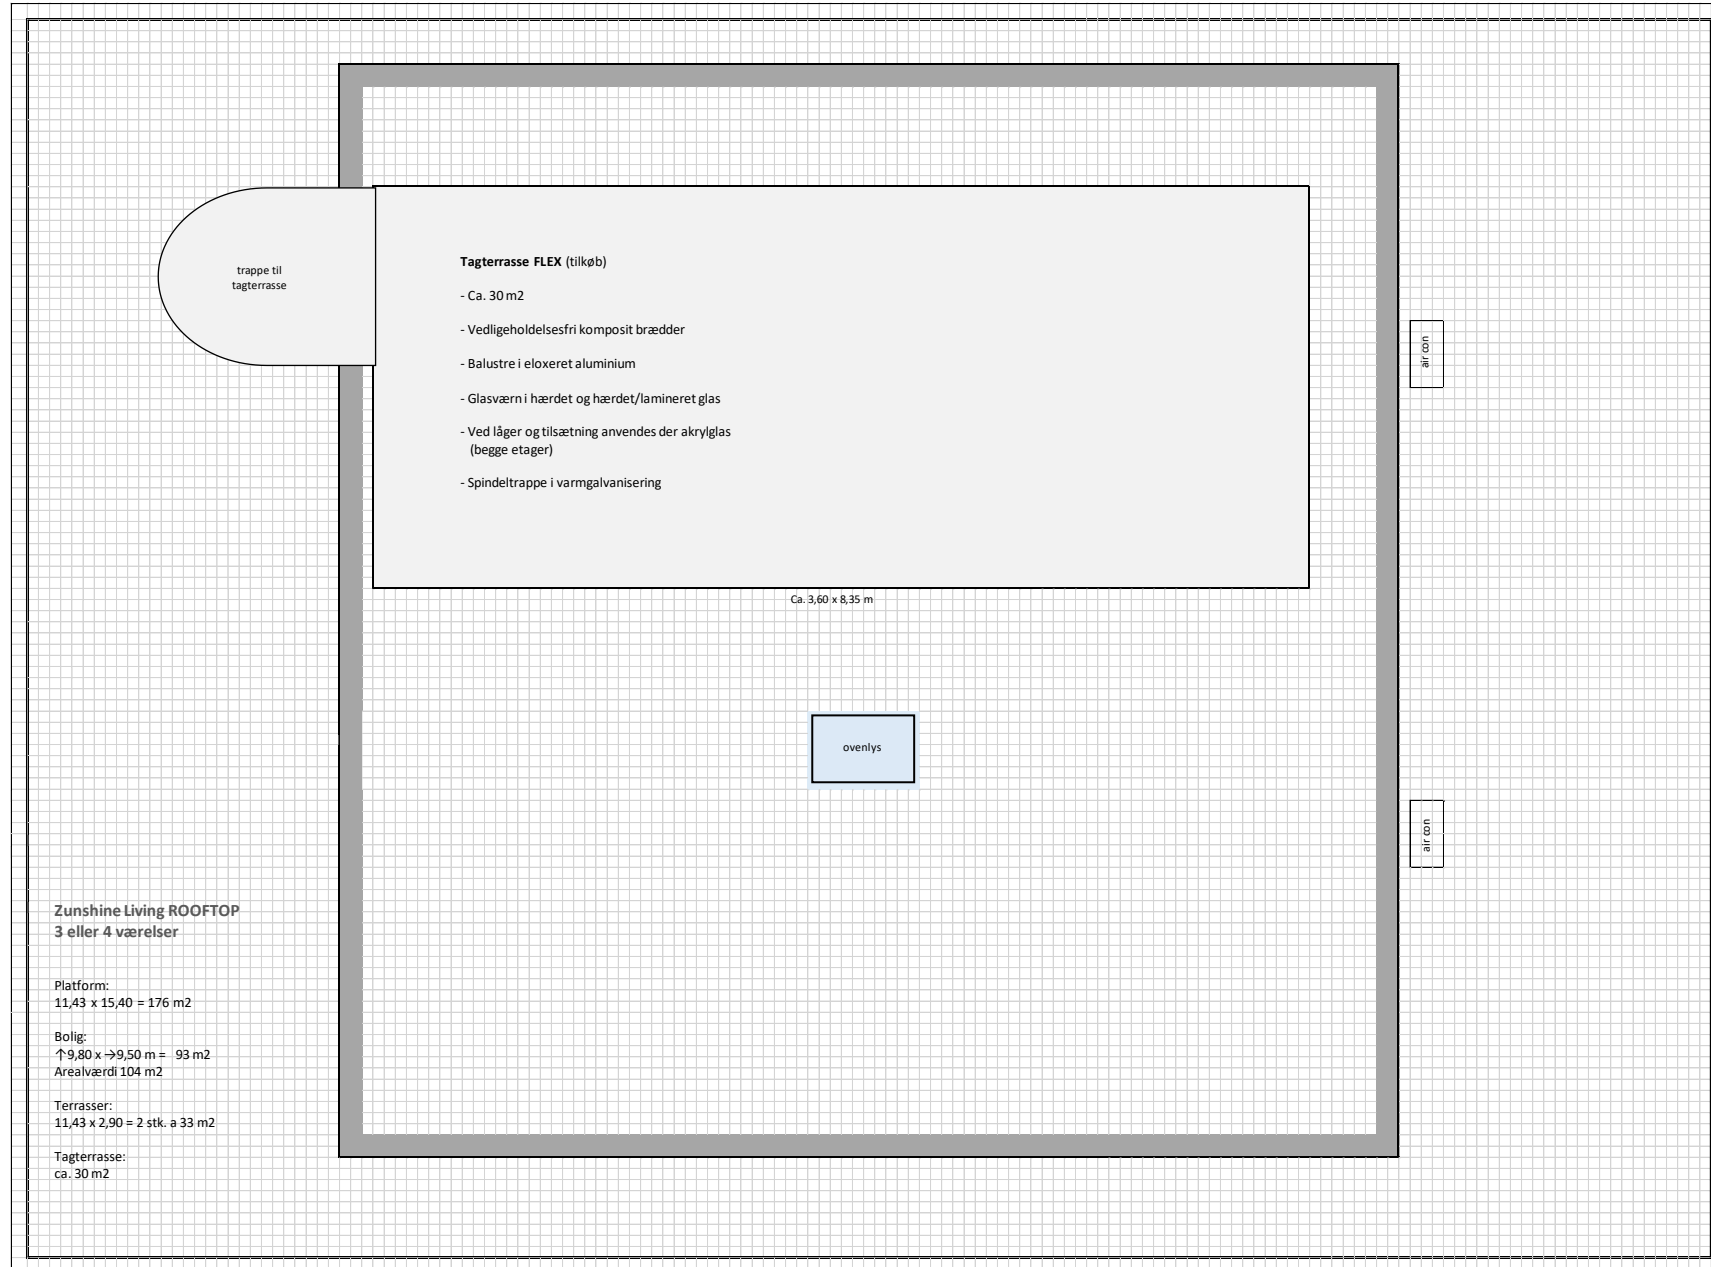 trappe til
tagterrasse
Tagterrasse FLEX (tilkøb)
- Ca. 30 m2
- Vedligeholdelsesfri komposit brædder
- Balustre i eloxeret aluminium
- Glasværn i hærdet og hærdet/lamineret glas
- Ved låger og tilsætning anvendes der akrylglas
(begge etager)
- Spindeltrappe i varmgalvanisering
air con
Ca. 3,60 x 8,35 m
ovenlys
air con
Zunshine Living ROOFTOP
3 eller 4 værelser
Platform:
11,43 x 15,40 = 176 m2
Bolig:
↑9,80 x →9,50 m = 93 m2
Arealværdi 104 m2
Terrasser:
11,43 x 2,90 = 2 stk. a 33 m2
Tagterrasse:
ca. 30 m2